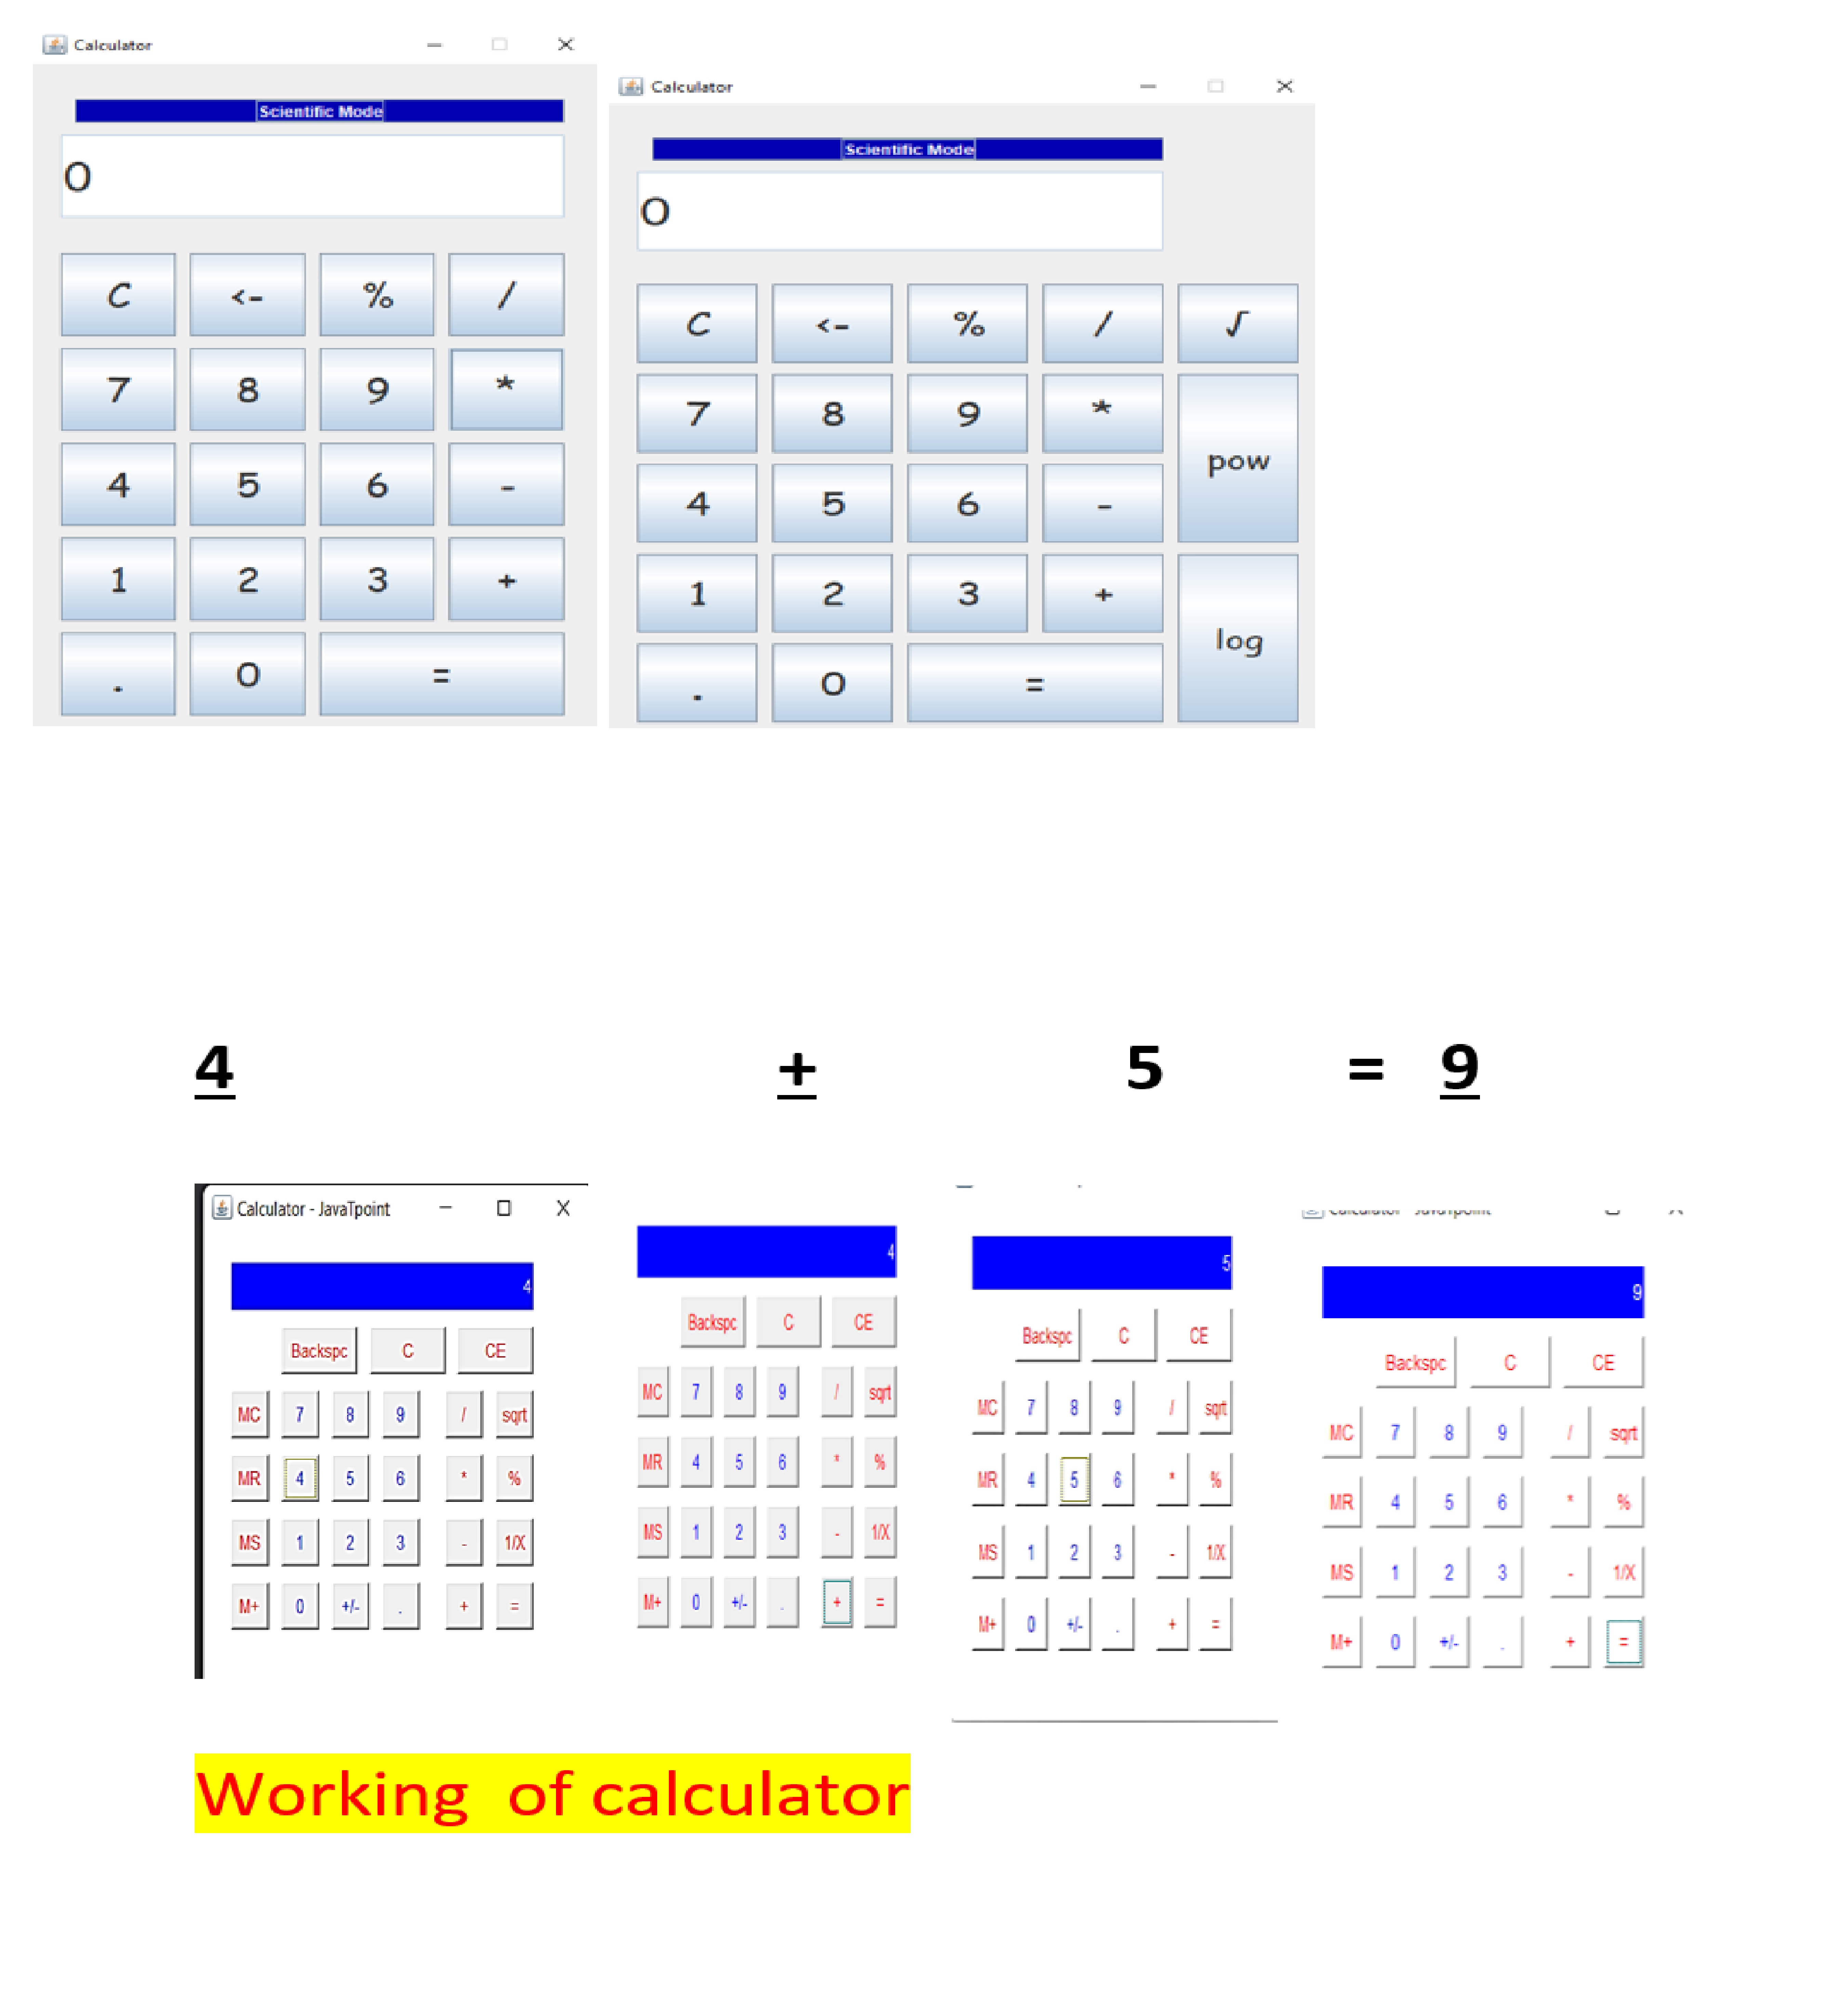 Calculator
Scientific Mode
0
C <- % /
7 8 9 *
4 5 6 -
1 2 3 +
. 0 =
Calculator
Scientific Mode
0
C <- % / √
7 8 9 *
pow
4 5 6 -
1 2 3 +
log
. 0 =
4 + 5 = 9
Calculator - JavaTpoint
4
Backspc C CE
MC 7 8 9 / sqrt
MR 4 5 6 * %
MS 1 2 3 - 1/X
M+ 0 +/- . + =
4
Backspc C CE
MC 7 8 9 / sqrt
MR 4 5 6 * %
MS 1 2 3 - 1/X
M+ 0 +/- . + =
5
Backspc C CE
MC 7 8 9 / sqrt
MR 4 5 6 * %
MS 1 2 3 - 1/X
M+ 0 +/- . + =
Calculator - JavaTpoint
9
Backspc C CE
MC 7 8 9 / sqrt
MR 4 5 6 * %
MS 1 2 3 - 1/X
M+ 0 +/- . + =
Working of calculator